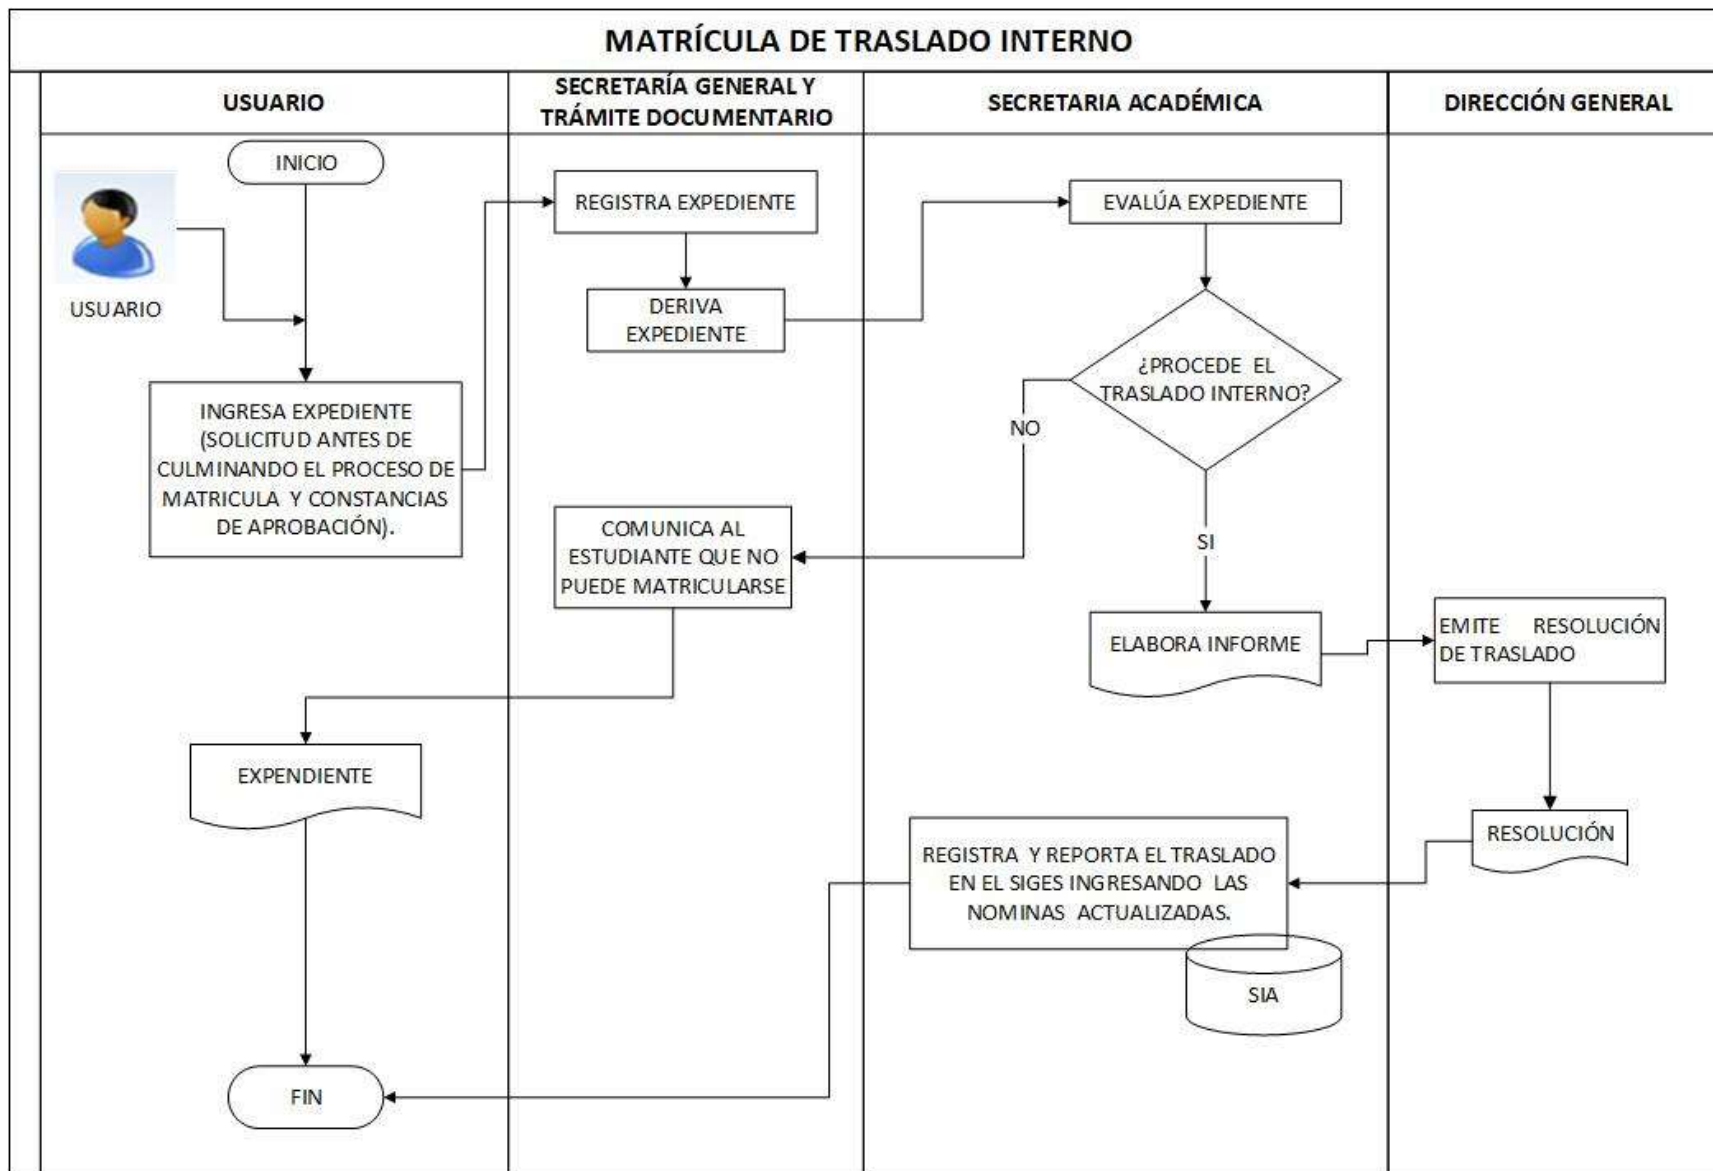 MATRÍCULA DE TRASLADO INTERNO
USUARIO
SECRETARÍA GENERAL Y
TRÁMITE DOCUMENTARIO
SECRETARIA ACADÉMICA
DIRECCIÓN GENERAL
INICIO
USUARIO
INGRESA EXPEDIENTE
(SOLICITUD ANTES DE
CULMINANDO EL PROCESO DE
MATRICULA Y CONSTANCIAS
DE APROBACIÓN).
REGISTRA EXPEDIENTE
DERIVA
EXPEDIENTE
EVALÚA EXPEDIENTE
¿PROCEDE EL
TRASLADO INTERNO?
NO
SI
COMUNICA AL
ESTUDIANTE QUE NO
PUEDE MATRICULARSE
ELABORA INFORME
EMITE RESOLUCIÓN
DE TRASLADO
EXPENDIENTE
RESOLUCIÓN
REGISTRA Y REPORTA EL TRASLADO
EN EL SIGES INGRESANDO LAS
NOMINAS ACTUALIZADAS.
SIA
FIN